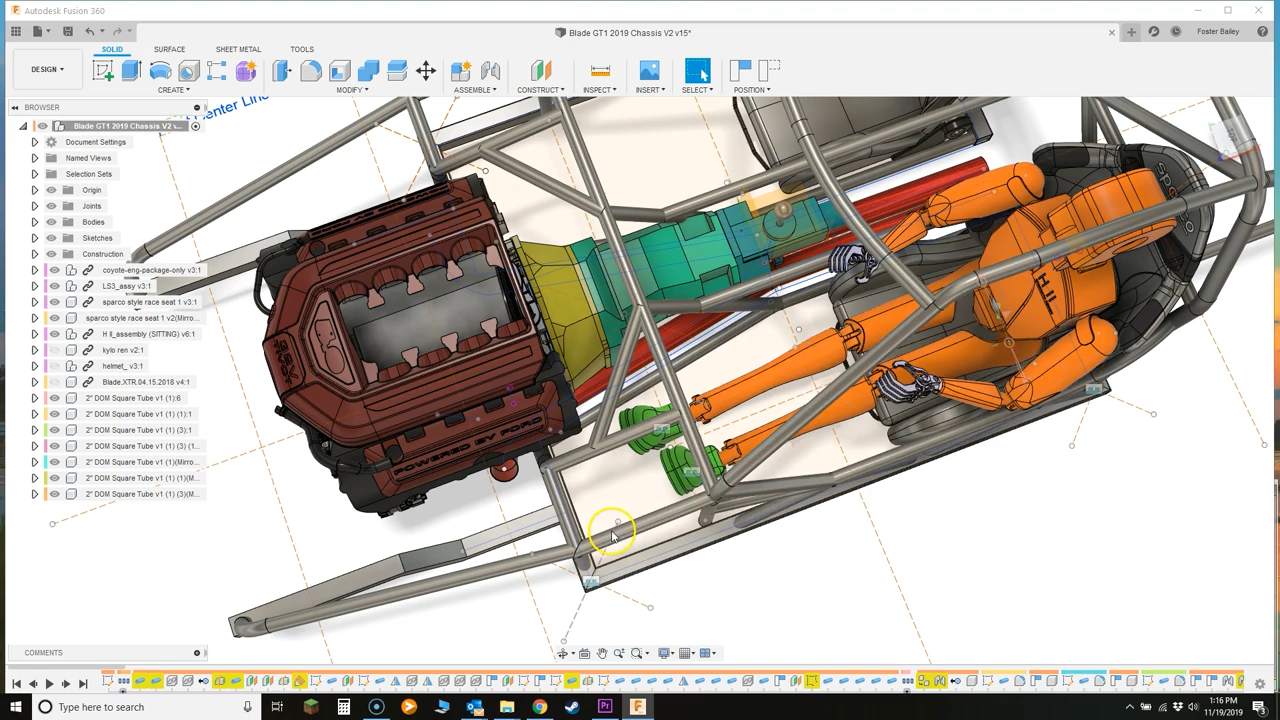 Autodesk Fusion 360
Blade GT1 2019 Chassis V2 v15*
Foster Bailey
SOLID
SURFACE
SHEET METAL
TOOLS
DESIGN
CREATE
MODIFY
ASSEMBLE
CONSTRUCT
INSPECT
INSERT
SELECT
POSITION
BROWSER
Blade GT1 2019 Chassis V2 v...
Document Settings
Named Views
Selection Sets
Origin
Joints
Bodies
Sketches
Construction
coyote-eng-package-only v3:1
LS3_assy v3:1
sparco style race seat 1 v3:1
sparco style race seat 1 v2(Mirro...
H II_assembly (SITTING) v6:1
kylo ren v2:1
helmet_ v3:1
Blade.XTR.04.15.2018 v4:1
2" DOM Square Tube v1 (1):6
2" DOM Square Tube v1 (1) (1):1
2" DOM Square Tube v1 (1) (3):1
2" DOM Square Tube v1 (1) (3) (1...
2" DOM Square Tube v1 (1)(Mirro...
2" DOM Square Tube v1 (1) (1)(M...
2" DOM Square Tube v1 (1) (3)(M...
Center Line
H II
POWERED BY FORD
COMMENTS
Type here to search
1:16 PM
11/19/2019